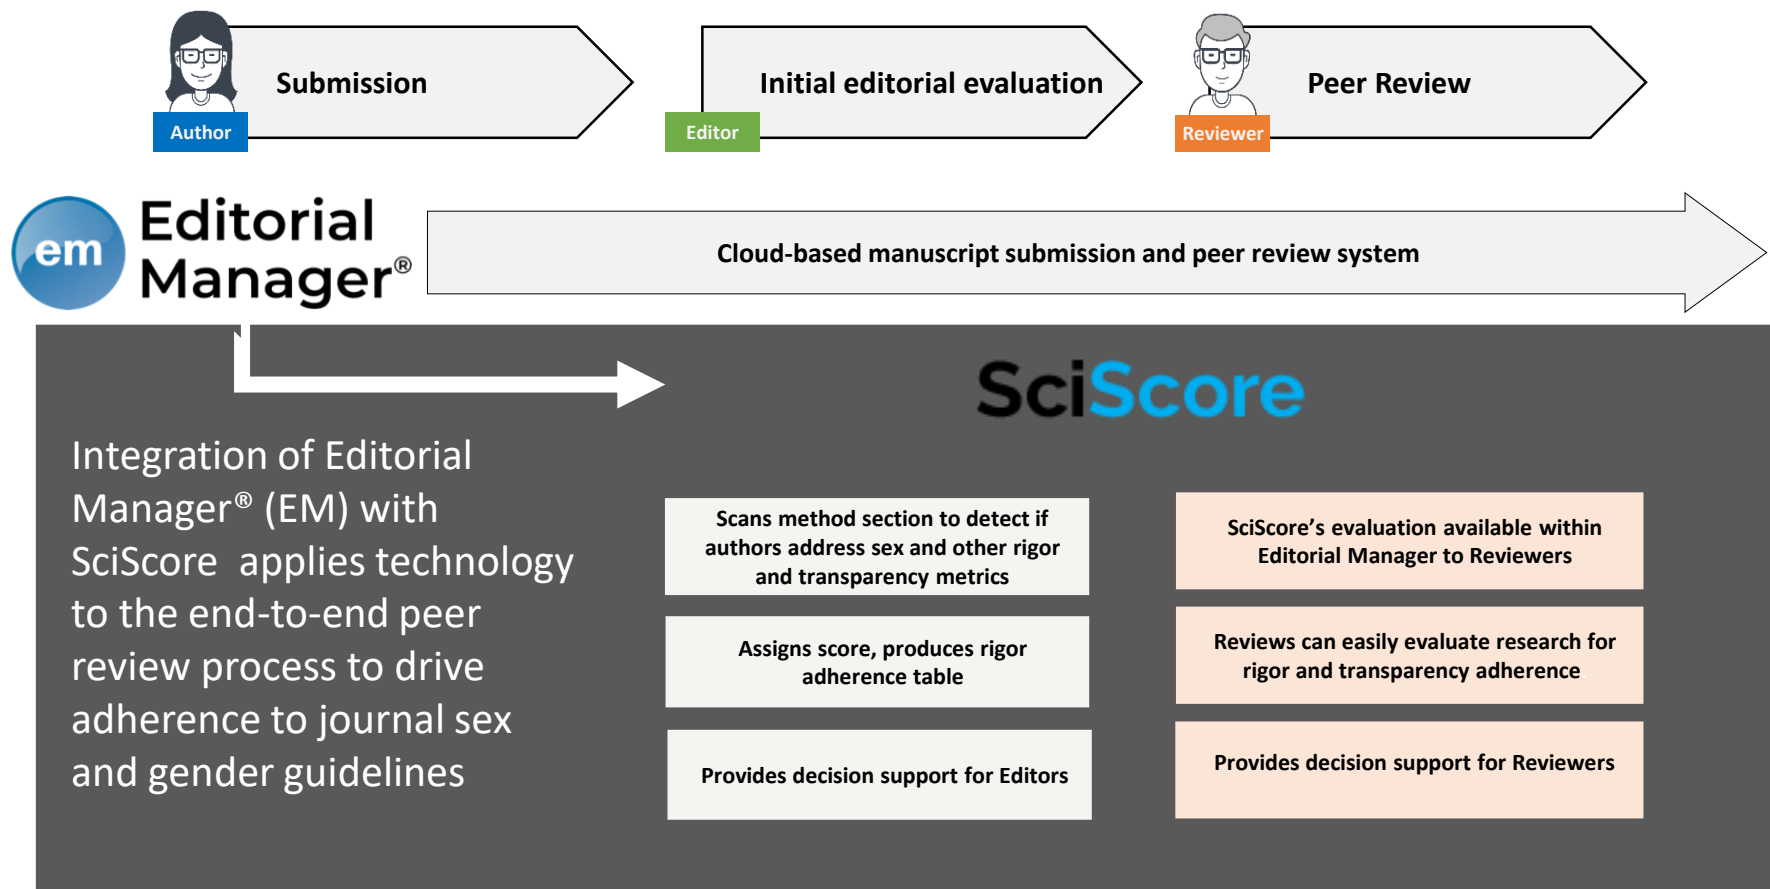 Submission
Author
Initial editorial evaluation
Editor
Peer Review
Reviewer
em
Editorial
Manager®
Cloud-based manuscript submission and peer review system
SciScore
Integration of Editorial
Manager® (EM) with
SciScore applies technology
to the end-to-end peer
review process to drive
adherence to journal sex
and gender guidelines
Scans method section to detect if
authors address sex and other rigor
and transparency metrics
Assigns score, produces rigor
adherence table
Provides decision support for Editors
SciScore’s evaluation available within
Editorial Manager to Reviewers
Reviews can easily evaluate research for
rigor and transparency adherence
Provides decision support for Reviewers